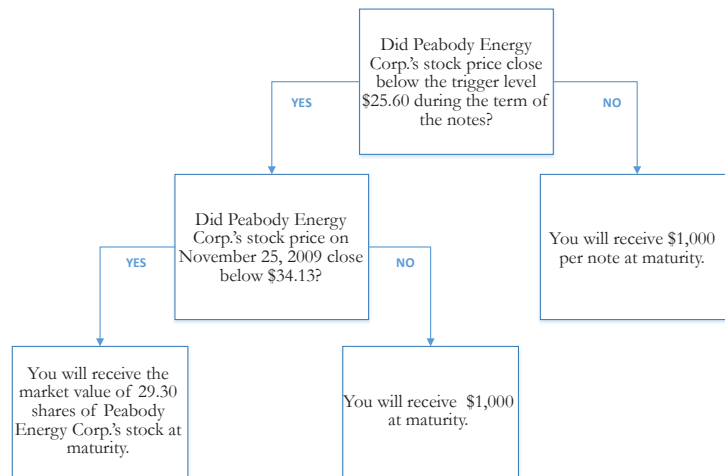 Did Peabody Energy
Corp.'s stock price close
below the trigger level
$25.60 during the term of
the notes?
YES
NO
Did Peabody Energy
Corp.'s stock price on
November 25, 2009 close
below $34.13?
You will receive $1,000
per note at maturity.
YES
NO
You will receive the
market value of 29.30
shares of Peabody
Energy Corp.'s stock at
maturity.
You will receive $1,000
at maturity.